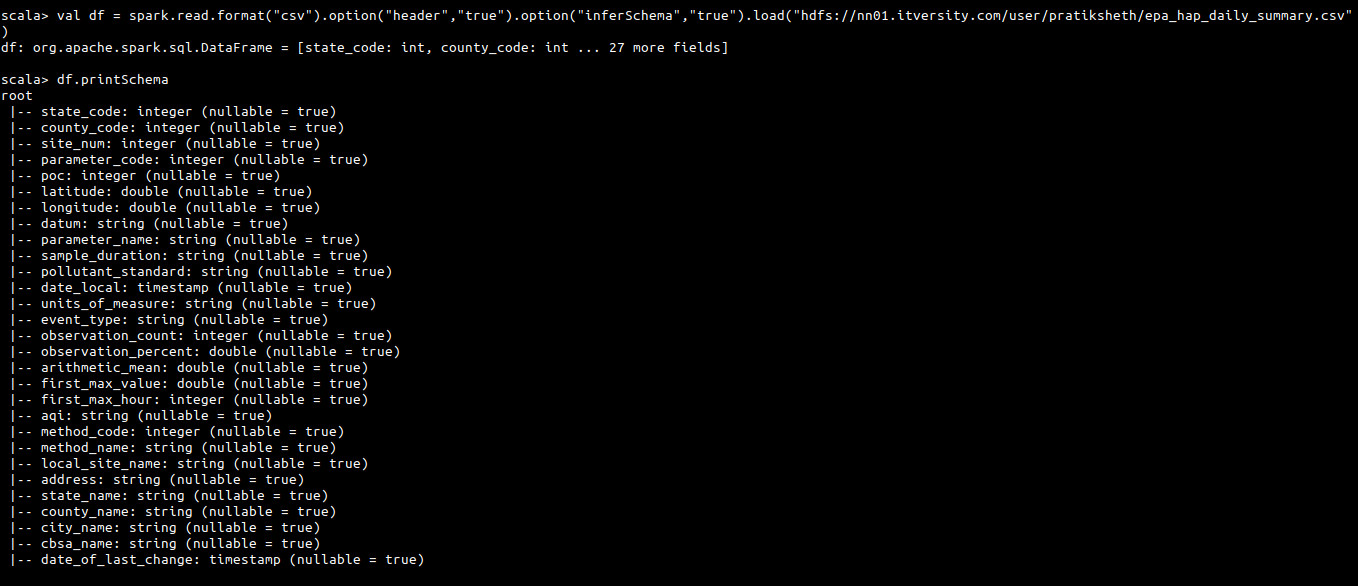 scala> val df = spark.read.format("csv").option("header","true").option("inferSchema","true").load("hdfs://nn01.itversity.com/user/pratiksheth/epa_hap_daily_summary.csv"
)
df: org.apache.spark.sql.DataFrame = [state_code: int, county_code: int ... 27 more fields]
scala> df.printSchema
root
 |-- state_code: integer (nullable = true)
 |-- county_code: integer (nullable = true)
 |-- site_num: integer (nullable = true)
 |-- parameter_code: integer (nullable = true)
 |-- poc: integer (nullable = true)
 |-- latitude: double (nullable = true)
 |-- longitude: double (nullable = true)
 |-- datum: string (nullable = true)
 |-- parameter_name: string (nullable = true)
 |-- sample_duration: string (nullable = true)
 |-- pollutant_standard: string (nullable = true)
 |-- date_local: timestamp (nullable = true)
 |-- units_of_measure: string (nullable = true)
 |-- event_type: string (nullable = true)
 |-- observation_count: integer (nullable = true)
 |-- observation_percent: double (nullable = true)
 |-- arithmetic_mean: double (nullable = true)
 |-- first_max_value: double (nullable = true)
 |-- first_max_hour: integer (nullable = true)
 |-- aqi: string (nullable = true)
 |-- method_code: integer (nullable = true)
 |-- method_name: string (nullable = true)
 |-- local_site_name: string (nullable = true)
 |-- address: string (nullable = true)
 |-- state_name: string (nullable = true)
 |-- county_name: string (nullable = true)
 |-- city_name: string (nullable = true)
 |-- cbsa_name: string (nullable = true)
 |-- date_of_last_change: timestamp (nullable = true)